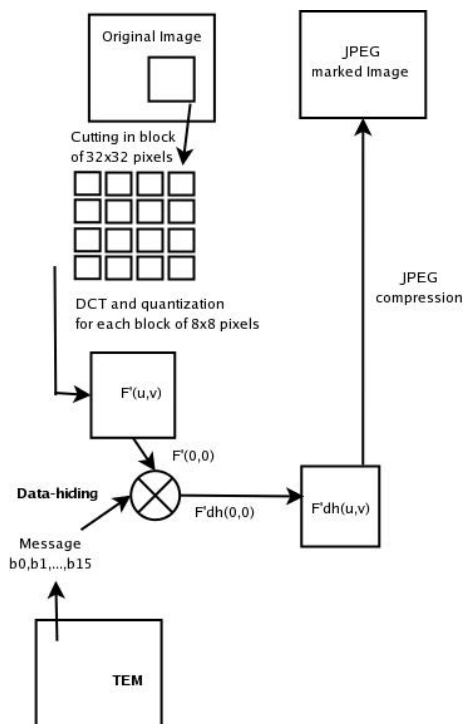 Original Image
Cutting in block
of 32x32 pixels
DCT and quantization
for each block of 8x8 pixels
F'(u,v)
F'(0,0)
Data-hiding
F'dh(0,0)
F'dh(u,v)
Message
b0,b1,...,b15
TEM
JPEG
compression
JPEG
marked Image